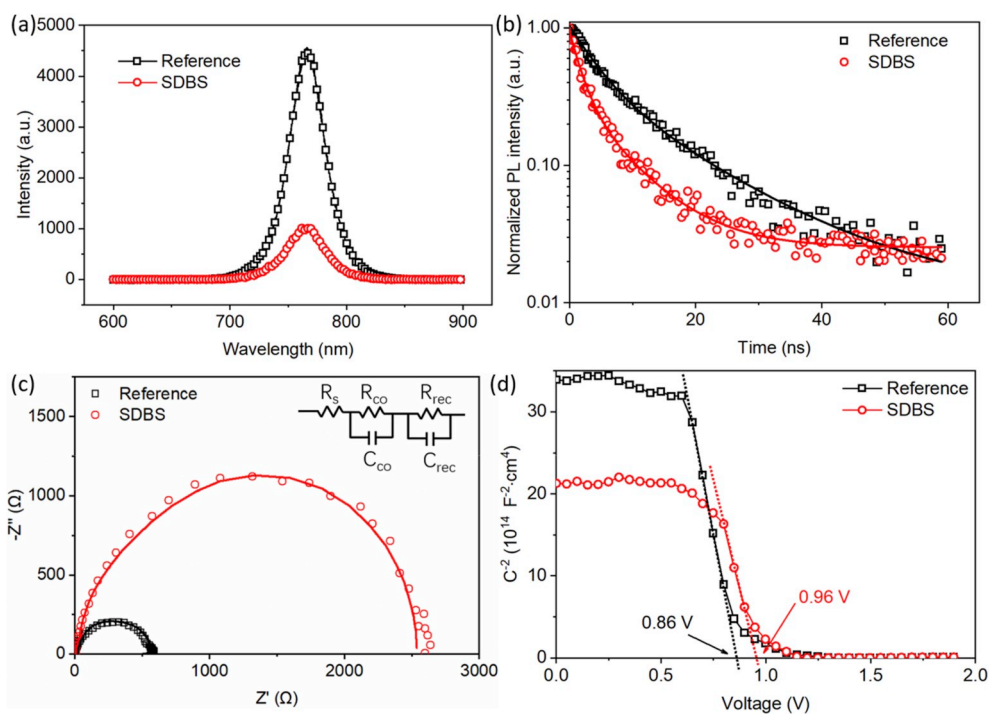 (a)
5000
4000
3000
2000
1000
0
Intensity (a.u.)
Reference
SDBS
600
700
800
900
Wavelength (nm)
(b)
1.00
0.10
0.01
Normalized PL intensity (a.u.)
Reference
SDBS
0
20
40
60
Time (ns)
(c)
1500
1000
500
0
-Z'' (Ω)
Reference
SDBS
Rs Rco Rrec
Cco Crec
0
1000
2000
3000
Z' (Ω)
(d)
30
20
10
0
C⁻² (10¹⁴ F⁻²·cm⁴)
Reference
SDBS
0.86 V
0.96 V
0.0
0.5
1.0
1.5
2.0
Voltage (V)